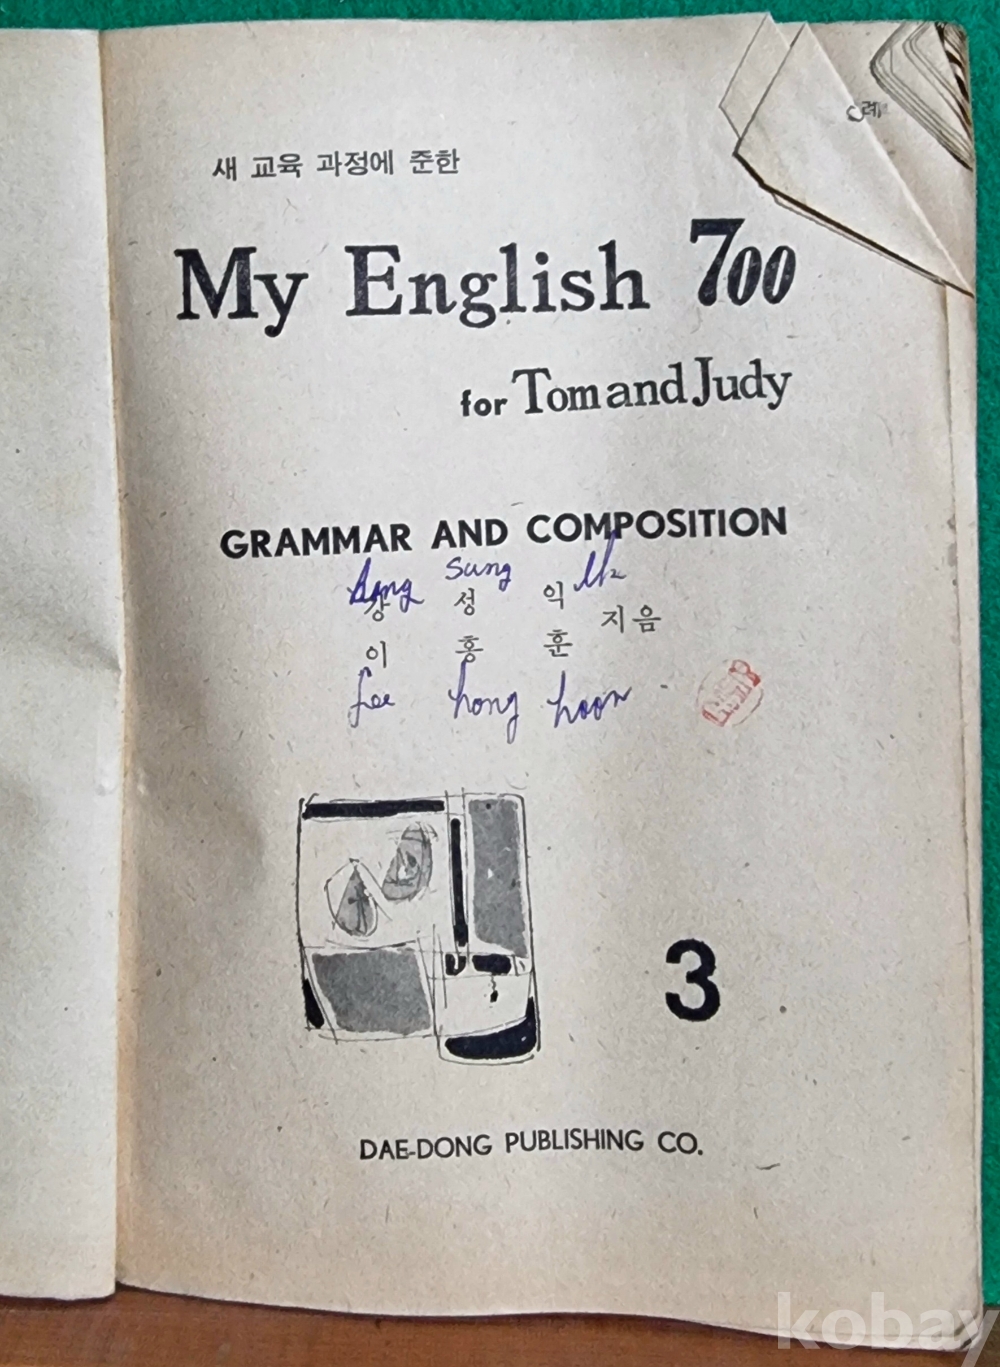 새 교육 과정에 준한
My English 700
for Tom and Judy
GRAMMAR AND COMPOSITION
Sung
강 성 익
지음
이 홍 훈
Lee hong hoon
3
DAE-DONG PUBLISHING CO.
kobay